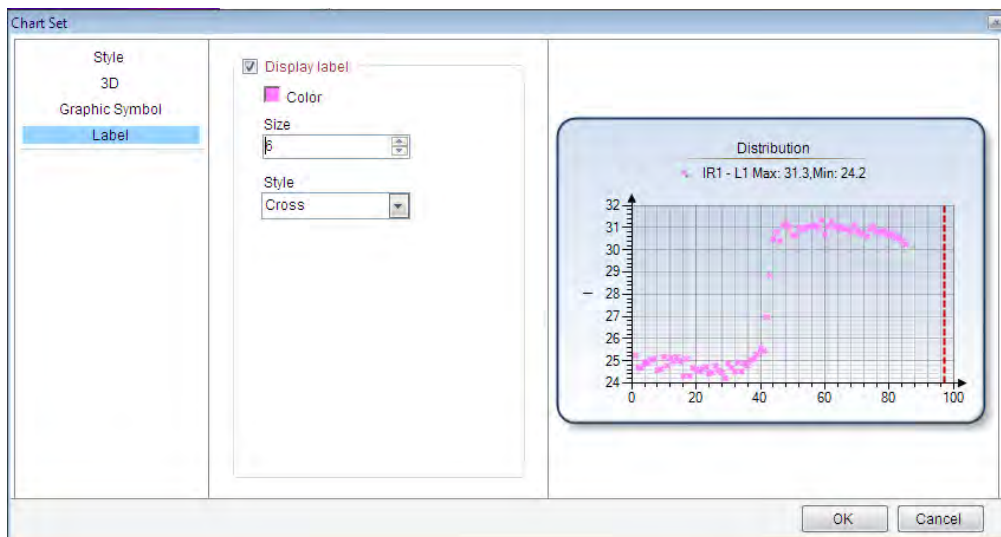 Chart Set
Style
3D
Graphic Symbol
Label
Display label
Color
Size
6
Style
Cross
Distribution
IR1 - L1 Max: 31.3,Min: 24.2
32
31
30
29
28
27
26
25
24
I
0 20 40 60 80 100
OK Cancel